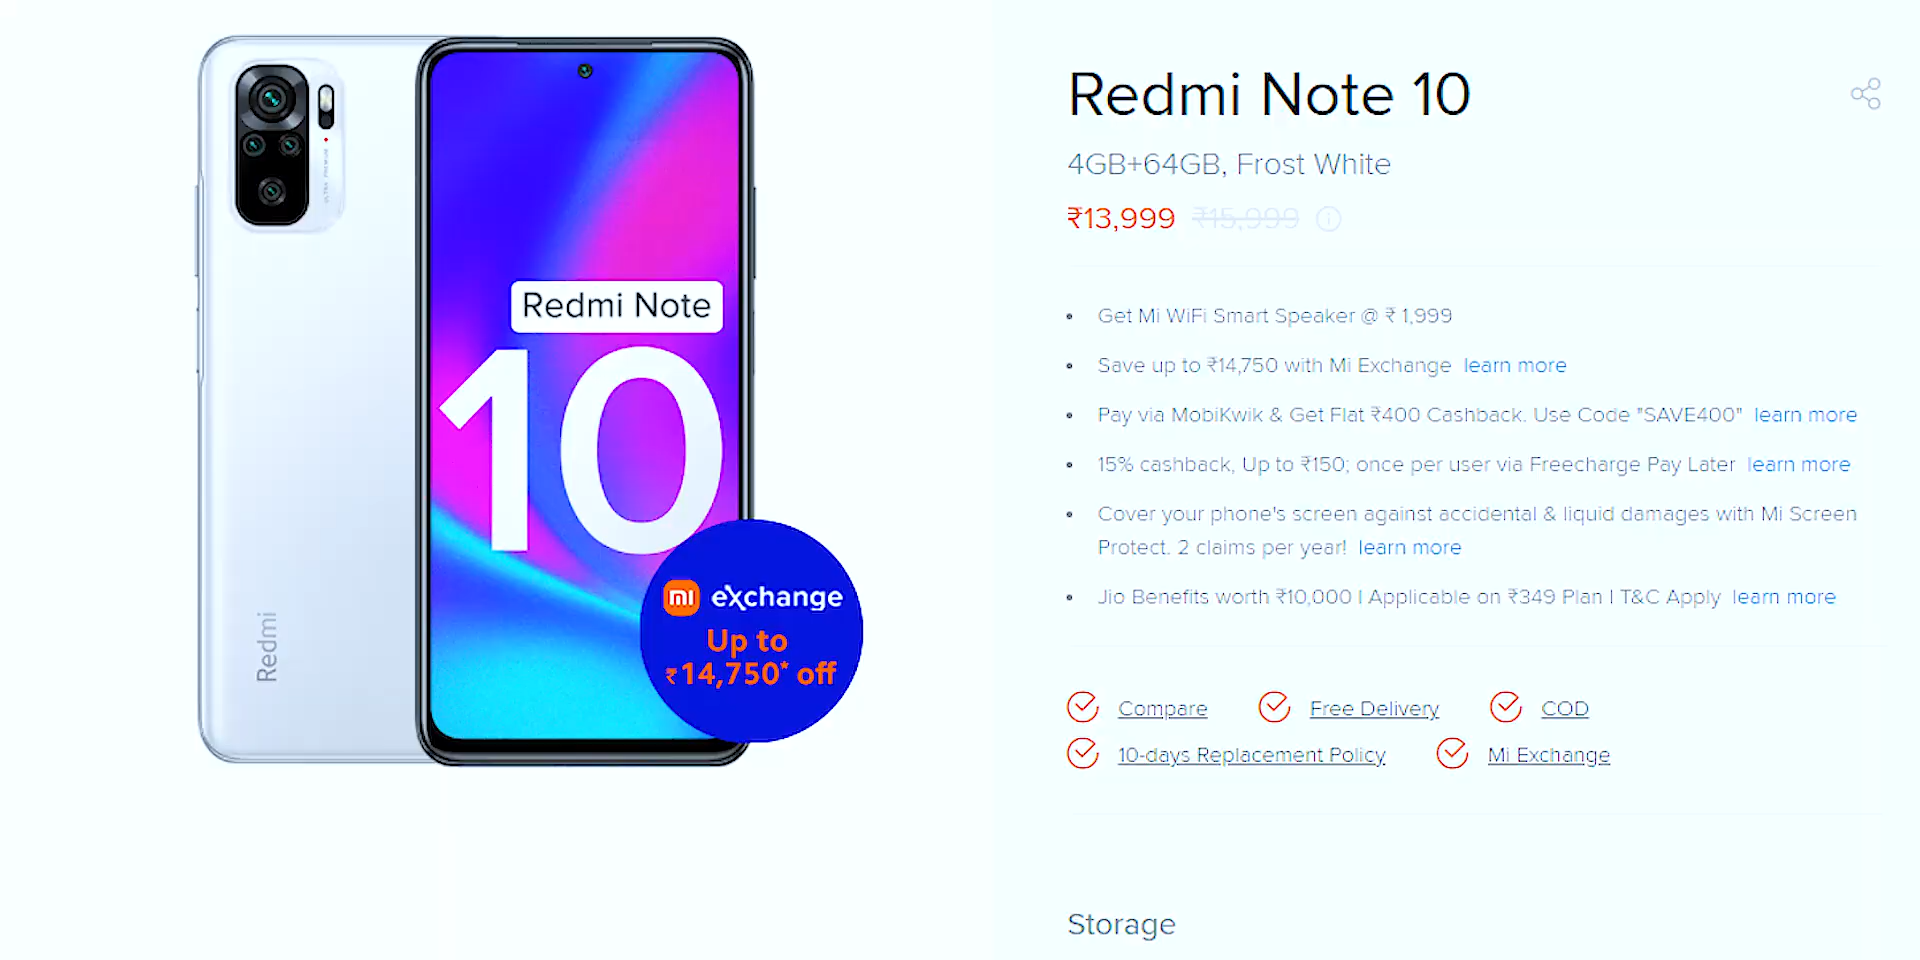 Redmi Note 10
4GB+64GB, Frost White
₹13,999 ₹15,999
Get Mi WiFi Smart Speaker @ ₹ 1,999
Save up to ₹14,750 with Mi Exchange learn more
Pay via MobiKwik & Get Flat ₹400 Cashback. Use Code "SAVE400" learn more
15% cashback, Up to ₹150; once per user via Freecharge Pay Later learn more
Cover your phone's screen against accidental & liquid damages with Mi Screen
Protect. 2 claims per year! learn more
Jio Benefits worth ₹10,000 I Applicable on ₹349 Plan I T&C Apply learn more
Compare Free Delivery COD
10-days Replacement Policy Mi Exchange
Storage
Redmi Note
10
mi exchange
Up to
₹14,750* off
Redmi
ULTRA PREMIUM